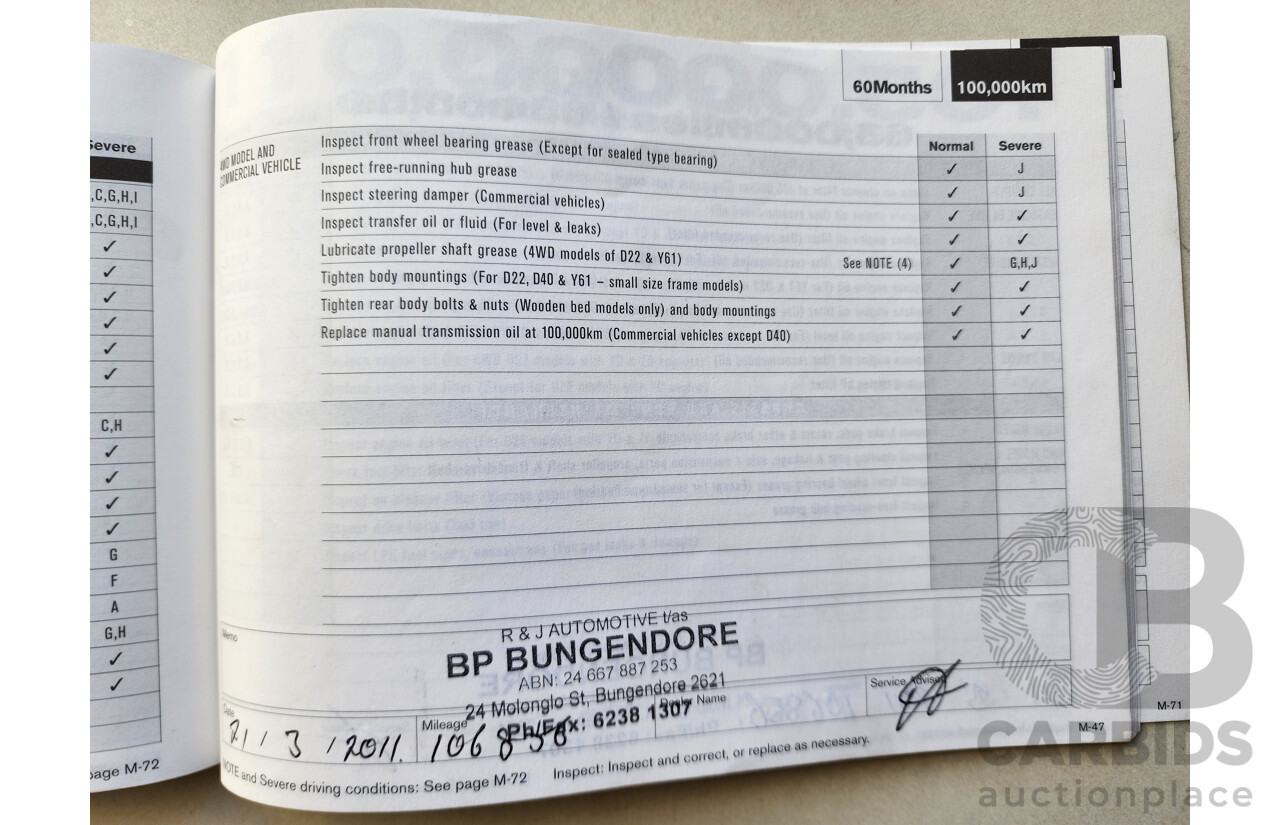 60Months 100,000km
4WD MODEL AND
COMMERCIAL VEHICLE
Normal Severe
Inspect front wheel bearing grease (Except for sealed type bearing) ✓ J
Inspect free-running hub grease ✓ J
Inspect steering damper (Commercial vehicles) ✓ ✓
Inspect transfer oil or fluid (For level & leaks) ✓ ✓
Lubricate propeller shaft grease (4WD models of D22 & Y61) See NOTE (4) ✓ G,H,J
Tighten body mountings (For D22, D40 & Y61 – small size frame models) ✓ ✓
Tighten rear body bolts & nuts (Wooden bed models only) and body mountings ✓ ✓
Replace manual transmission oil at 100,000km (Commercial vehicles except D40) ✓ ✓
Memo
R & J AUTOMOTIVE t/as
BP BUNGENDORE
ABN: 24 667 887 253
24 Molonglo St, Bungendore 2621
Ph/Fax: 6238 1307
Date
21 / 3 / 2011.
Mileage
Dealer Name
Service Advisor
NOTE and Severe driving conditions: See page M-72
Inspect: Inspect and correct, or replace as necessary.
M-47
M-71
Severe
,C,G,H,I
,C,G,H,I
✓
✓
✓
✓
✓
✓
C,H
✓
✓
✓
✓
G
F
A
G,H
✓
✓
page M-72
CARBIDS
auctionplace